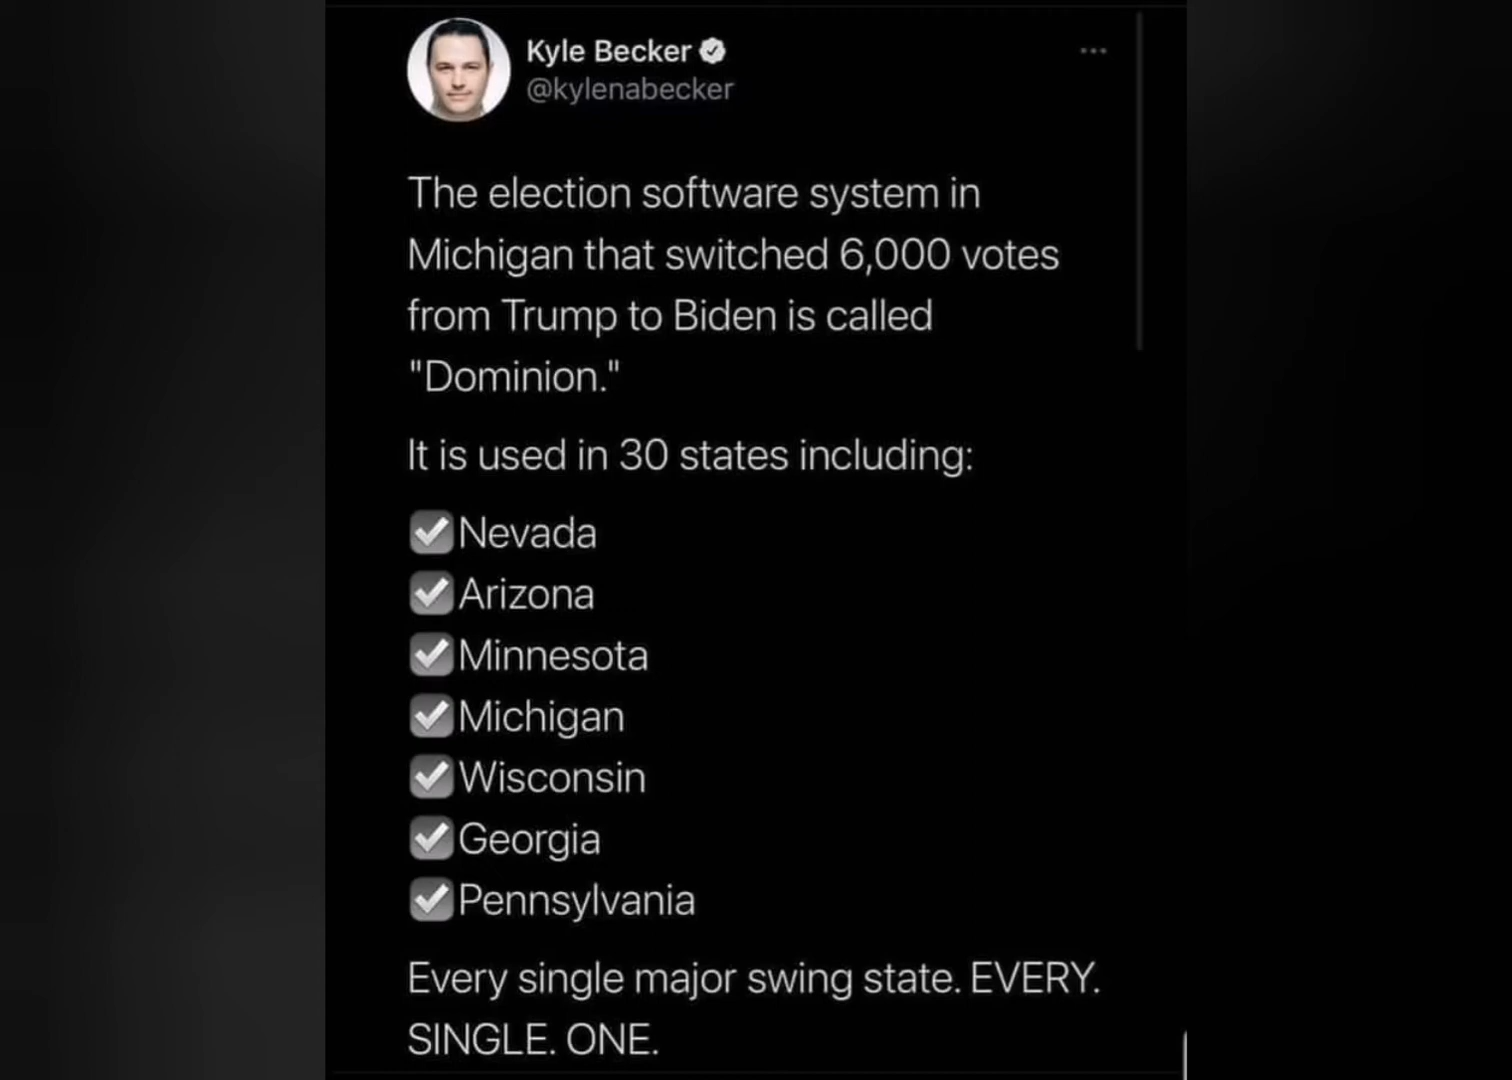 Kyle Becker
@kylenabecker
The election software system in
Michigan that switched 6,000 votes
from Trump to Biden is called
"Dominion."
It is used in 30 states including:
Nevada
Arizona
Minnesota
Michigan
Wisconsin
Georgia
Pennsylvania
Every single major swing state. EVERY.
SINGLE. ONE.